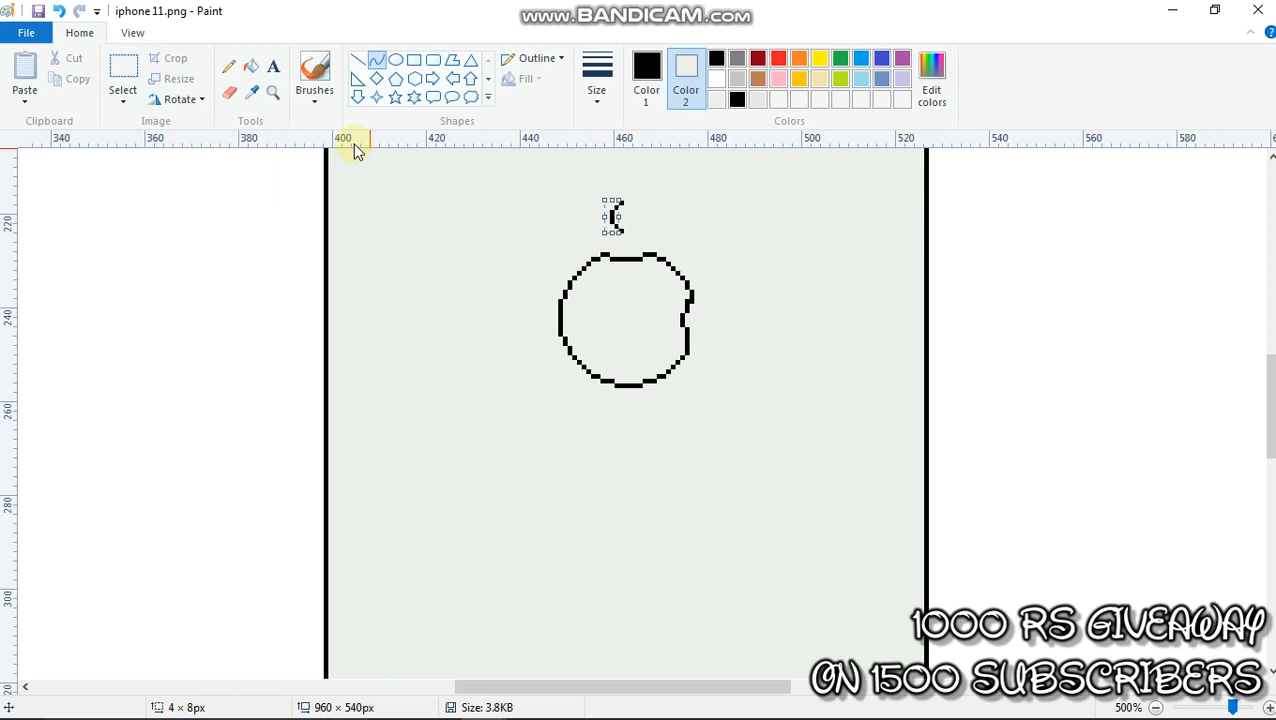 iphone 11.png - Paint
WWW.BANDICAM.COM
File
Home
View
Paste
Cut
Copy
Clipboard
Select
Crop
Resize
Rotate
Image
A
Tools
Brushes
Shapes
Outline
Fill
Size
Color 1
Color 2
Edit colors
Colors
340 360 380 400 420 440 460 480 500 520 540 560 580
220
240
260
280
300
1000 RS GIVEAWAY
ON 1500 SUBSCRIBERS
4 × 8px
960 × 540px
Size: 3.8KB
500%